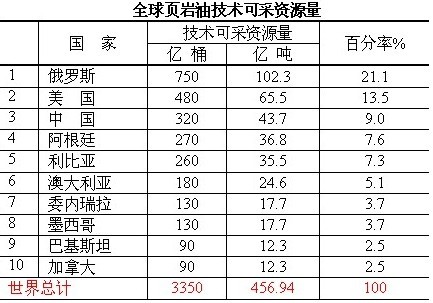 全球页岩油技术可采资源量
国 家 技术可采资源量 百分率%
亿 桶 亿 吨
1 俄罗斯 750 102.3 21.1
2 美 国 480 65.5 13.5
3 中 国 320 43.7 9.0
4 阿根廷 270 36.8 7.6
5 利比亚 260 35.5 7.3
6 澳大利亚 180 24.6 5.1
7 委内瑞拉 130 17.7 3.7
8 墨西哥 130 17.7 3.7
9 巴基斯坦 90 12.3 2.5
10 加拿大 90 12.3 2.5
世界总计 3350 456.94 100